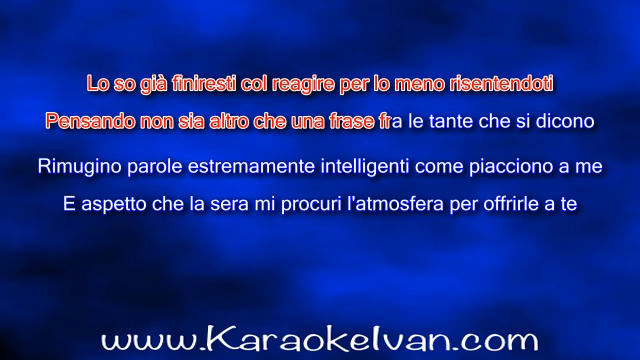 Lo so già finiresti col reagire per lo meno risentendoti
Pensando non sia altro che una frase fra le tante che si dicono
Rimugino parole estremamente intelligenti come piacciono a me
E aspetto che la sera mi procuri l'atmosfera per offrirle a te
www.KaraokeIvan.com